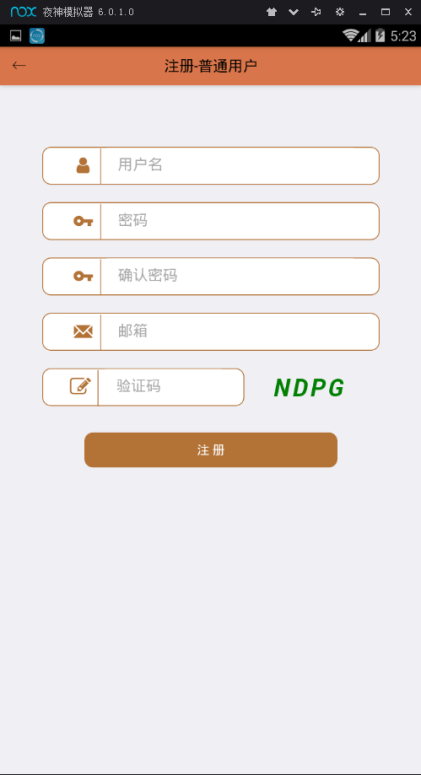 nox 夜神模拟器 6.0.1.0
5:23
注册-普通用户
用户名
密码
确认密码
邮箱
验证码 NDPG
注 册